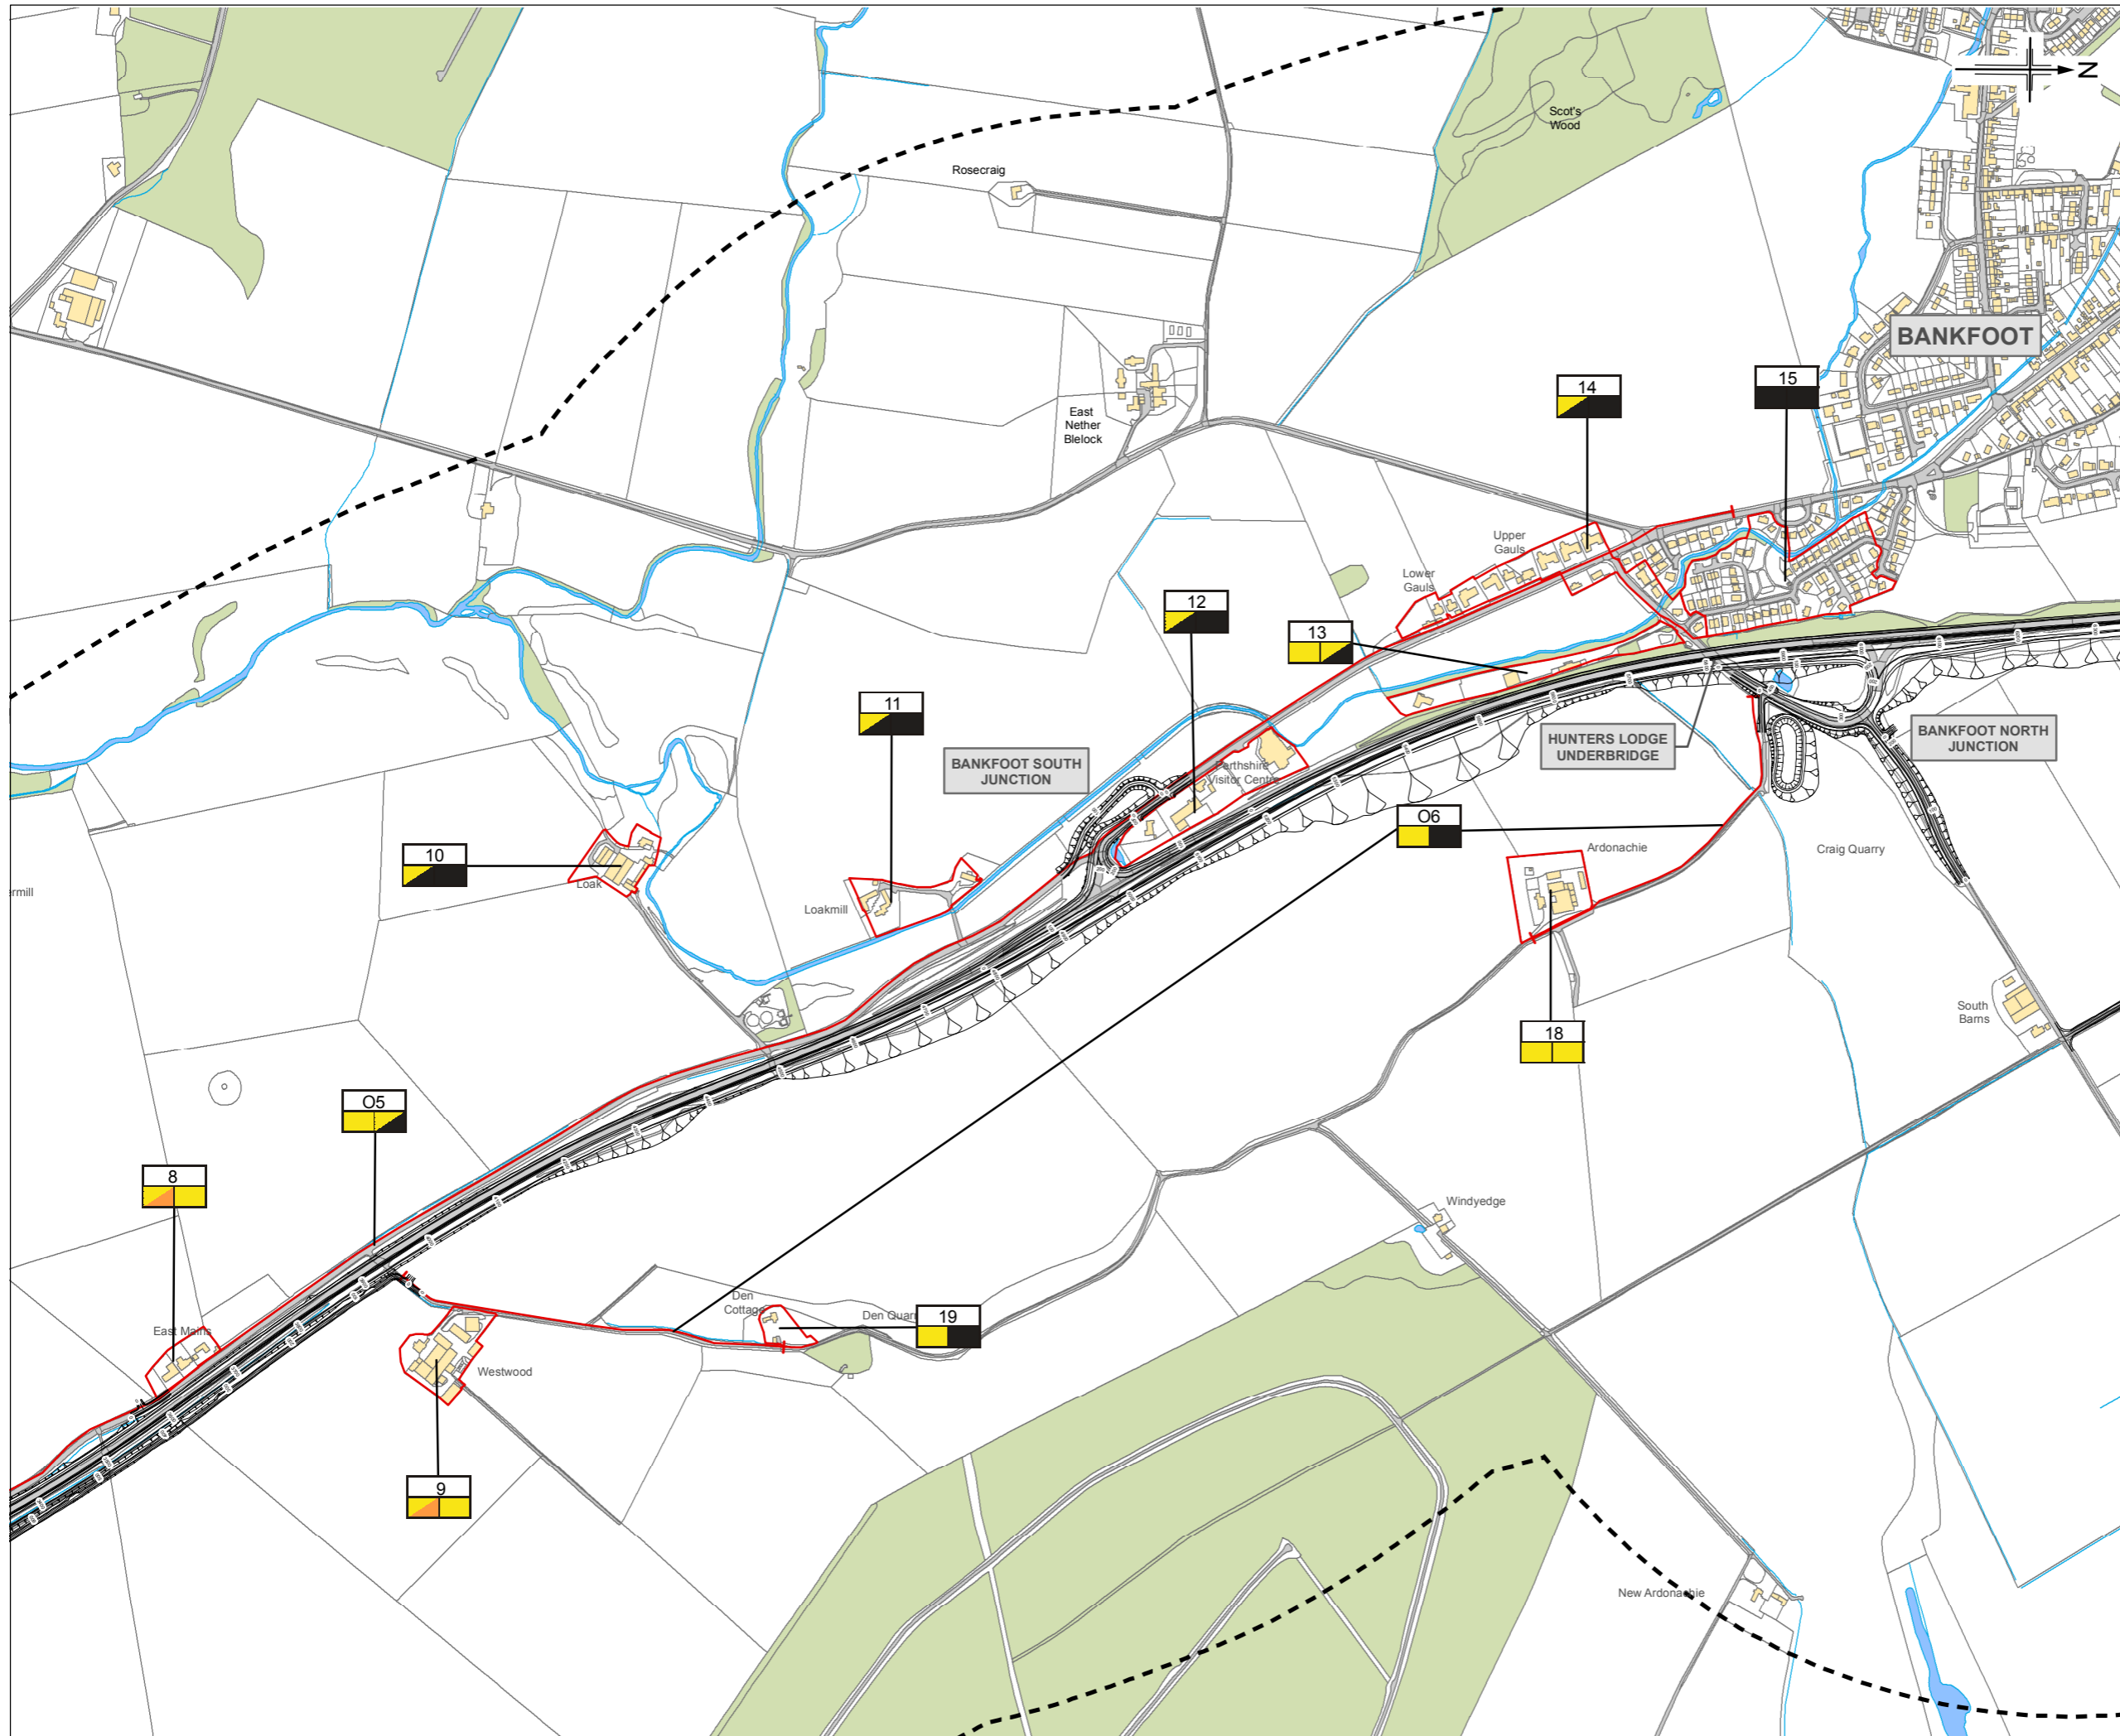 N
Scot's
Wood
Rosecraig
BANKFOOT
15
14
East
Nether
Blelock
Upper
Gauls
Lower
Gauls
12
13
11
BANKFOOT SOUTH
JUNCTION
HUNTERS LODGE
UNDERBRIDGE
BANKFOOT NORTH
JUNCTION
Perthshire
Visitor Centre
O6
10
Loak
Ardonachie
Craig Quarry
ermill
Loakmill
South
Barns
18
O5
8
Windyedge
Den
Cottage
Den Quarr
19
East Mains
Westwood
9
New Ardonachie